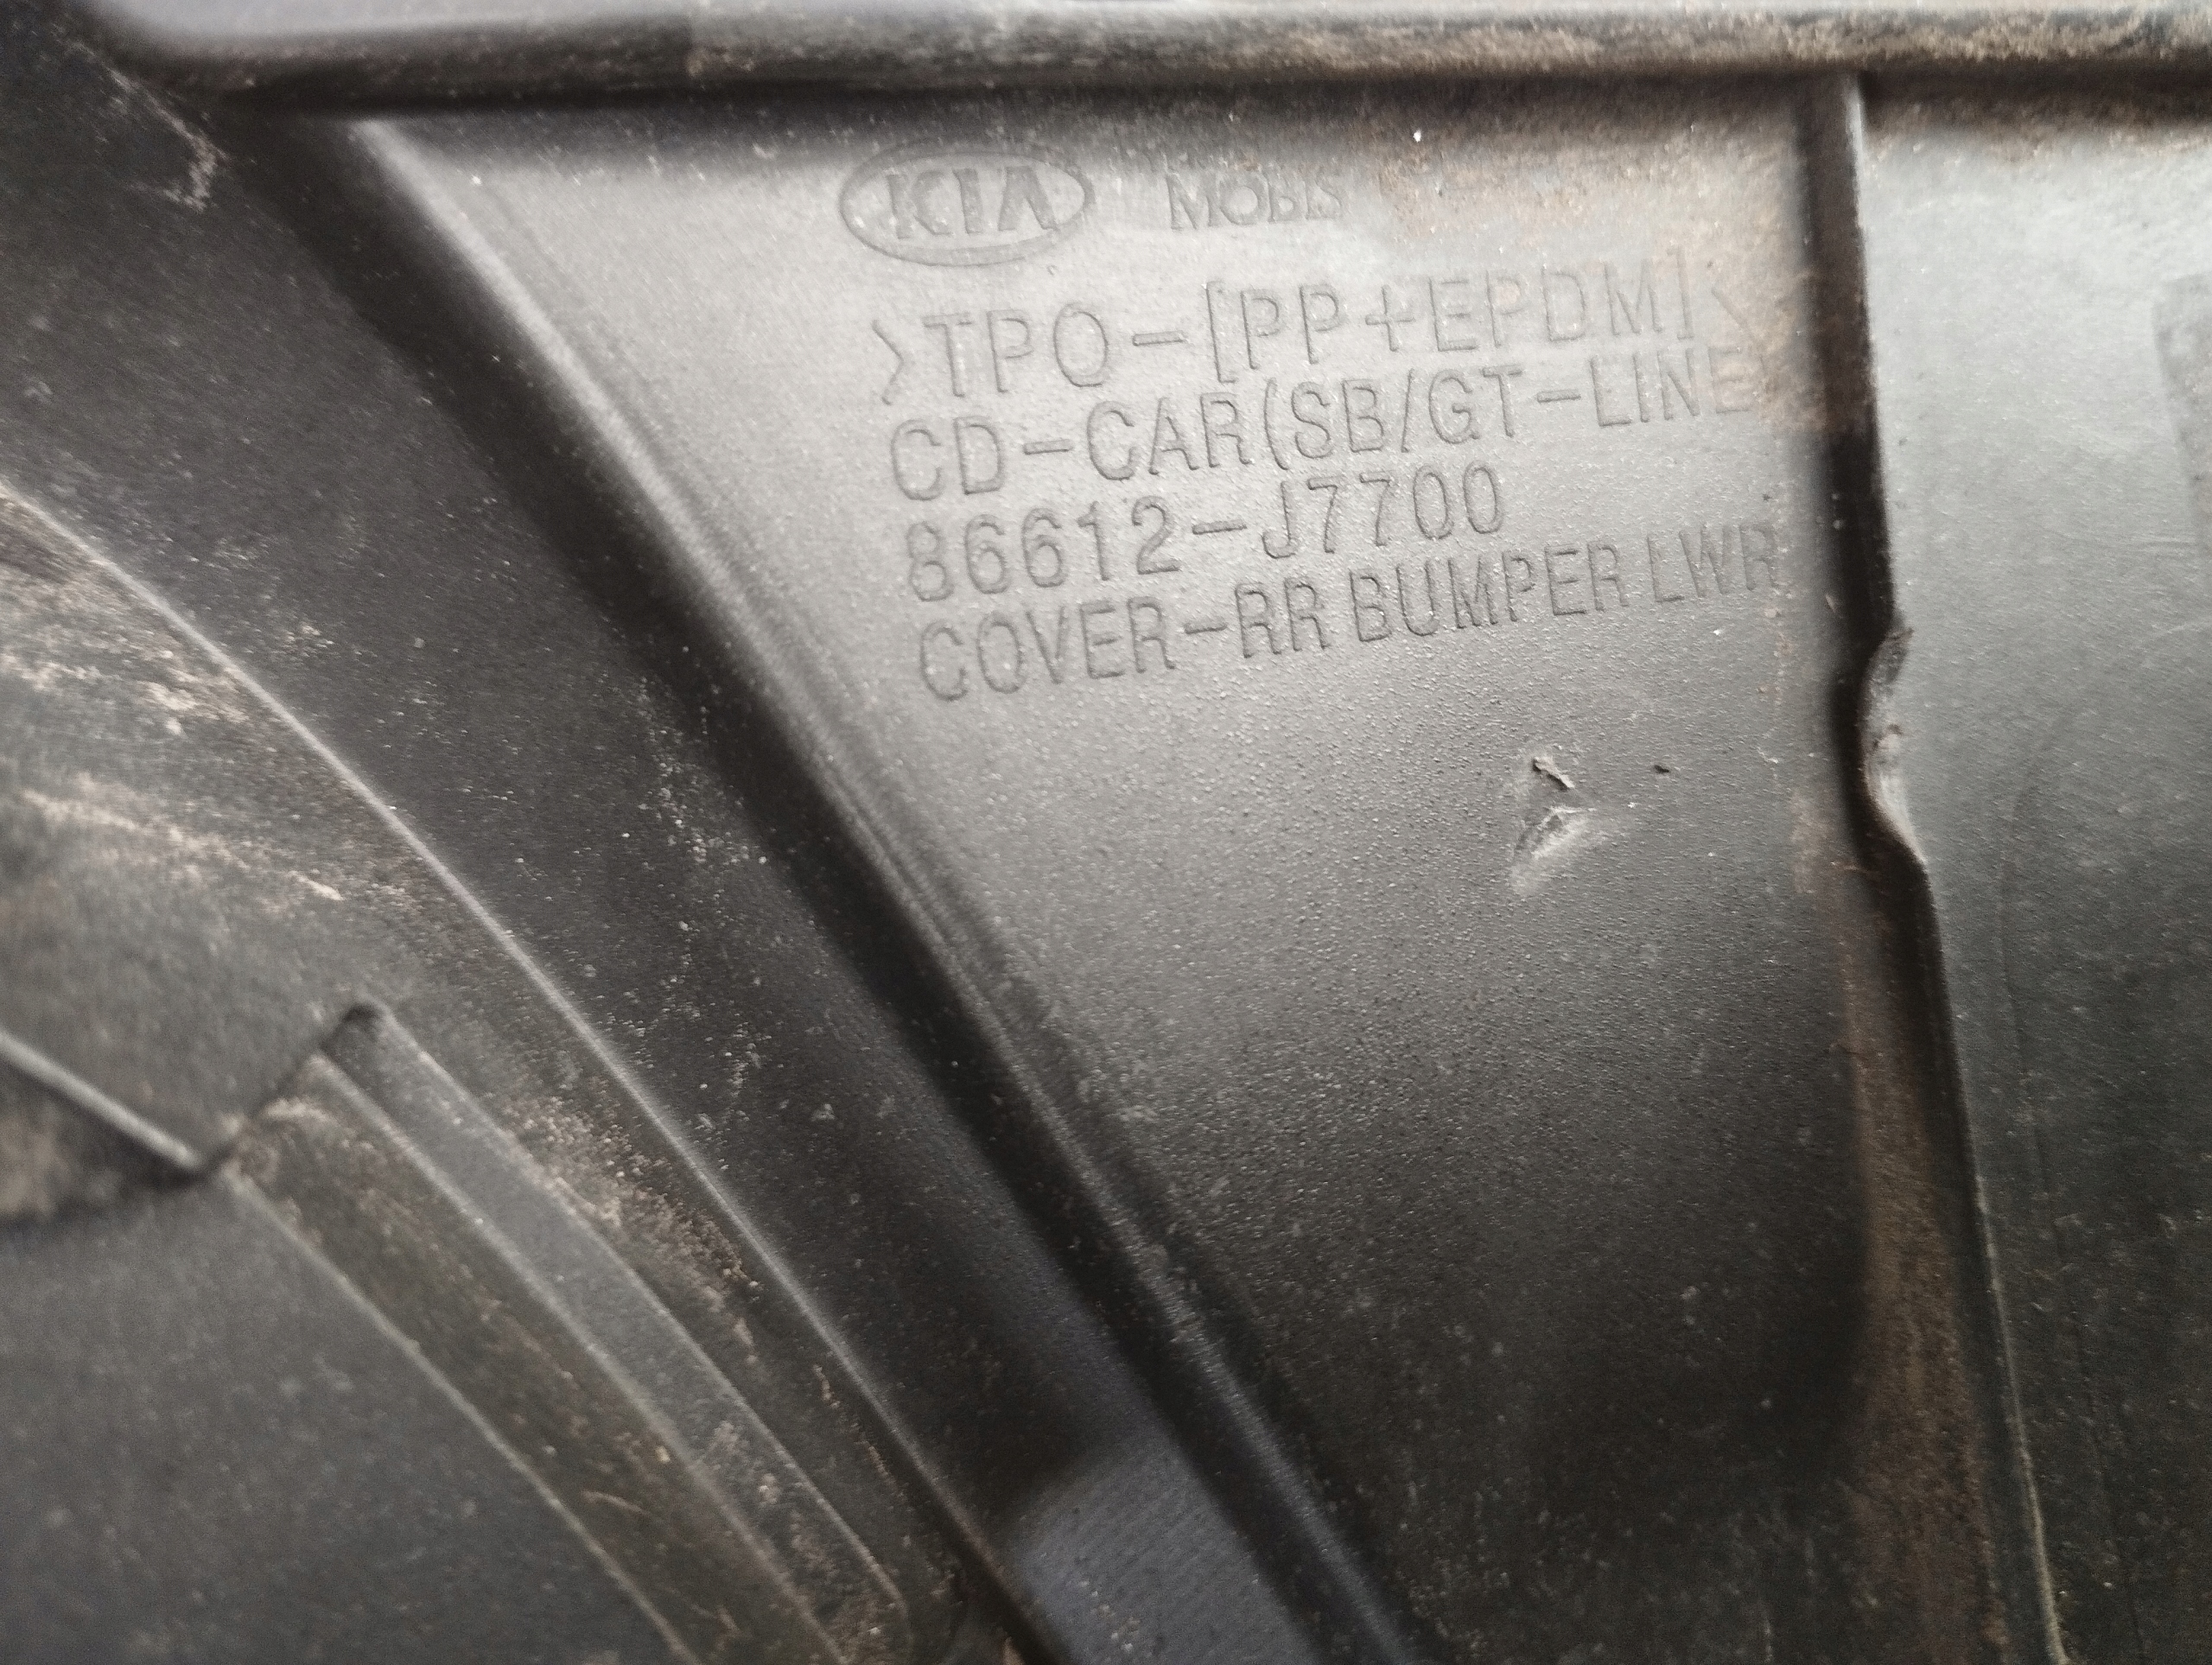 KIA MOBIS
>TPO-[PP+EPDM]<
CD-CAR(SB/GT-LINE)
86612-J7700
COVER-RR BUMPER LWR